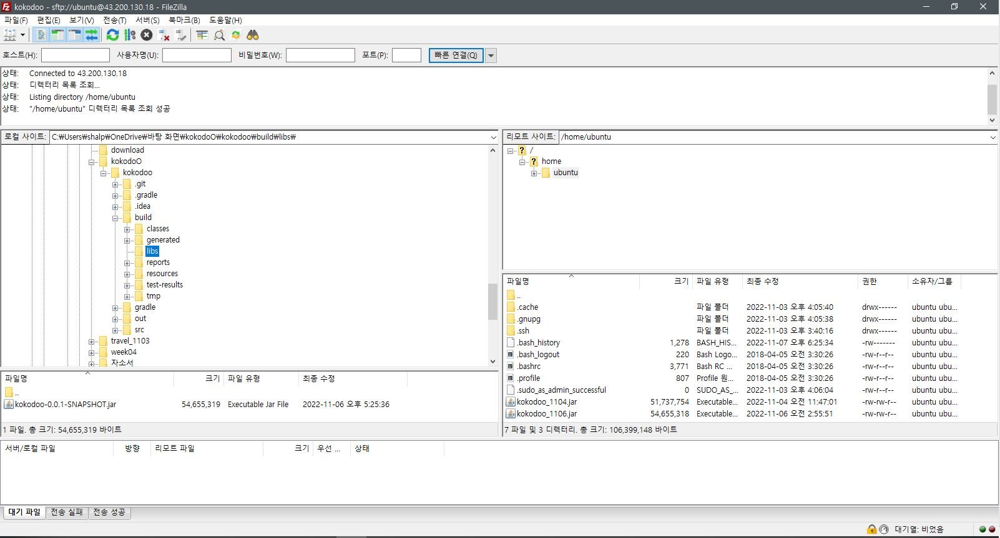 kokodoo - sftp://ubuntu@43.200.130.18 - FileZilla
파일(F) 편집(E) 보기(V) 전송(T) 서버(S) 북마크(B) 도움말(H)
호스트(H): 사용자명(U): 비밀번호(W): 포트(P): 빠른 연결(Q)
상태: Connected to 43.200.130.18
상태: 디렉터리 목록 조회...
상태: Listing directory /home/ubuntu
상태: "/home/ubuntu" 디렉터리 목록 조회 성공
로컬 사이트: C:₩Users₩shalp₩OneDrive₩바탕 화면₩kokodoO₩kokodoo₩build₩libs₩
download
kokodoO
kokodoo
.git
.gradle
.idea
build
classes
generated
libs
reports
resources
test-results
tmp
gradle
out
src
travel_1103
week04
자소서
파일명 크기 파일 유형 최종 수정
..
kokodoo-0.0.1-SNAPSHOT.jar 54,655,319 Executable Jar File 2022-11-06 오후 5:25:36
1 파일. 총 크기: 54,655,319 바이트
리모트 사이트: /home/ubuntu
/
home
ubuntu
파일명 크기 파일 유형 최종 수정 권한 소유자/그룹
..
.cache 파일 폴더 2022-11-03 오후 4:05:40 drwx------ ubuntu ubu...
.gnupg 파일 폴더 2022-11-03 오후 4:05:38 drwx------ ubuntu ubu...
.ssh 파일 폴더 2022-11-03 오후 3:40:16 drwx------ ubuntu ubu...
.bash_history 1,278 BASH_HIS... 2022-11-07 오후 6:25:34 -rw------- ubuntu ubu...
.bash_logout 220 Bash Logo... 2018-04-05 오전 3:30:26 -rw-r--r-- ubuntu ubu...
.bashrc 3,771 Bash RC ... 2018-04-05 오전 3:30:26 -rw-r--r-- ubuntu ubu...
.profile 807 Profile 원... 2018-04-05 오전 3:30:26 -rw-r--r-- ubuntu ubu...
.sudo_as_admin_successful 0 SUDO_AS_... 2022-11-03 오후 4:06:04 -rw-r--r-- ubuntu ubu...
kokodoo_1104.jar 51,737,754 Executable... 2022-11-04 오전 11:47:01 -rw-rw-r-- ubuntu ubu...
kokodoo_1106.jar 54,655,318 Executable... 2022-11-06 오전 2:55:51 -rw-rw-r-- ubuntu ubu...
7 파일 및 3 디렉터리. 총 크기: 106,399,148 바이트
서버/로컬 파일 방향 리모트 파일 크기 우선 ... 상태
대기 파일 전송 실패 전송 성공
대기열: 비었음